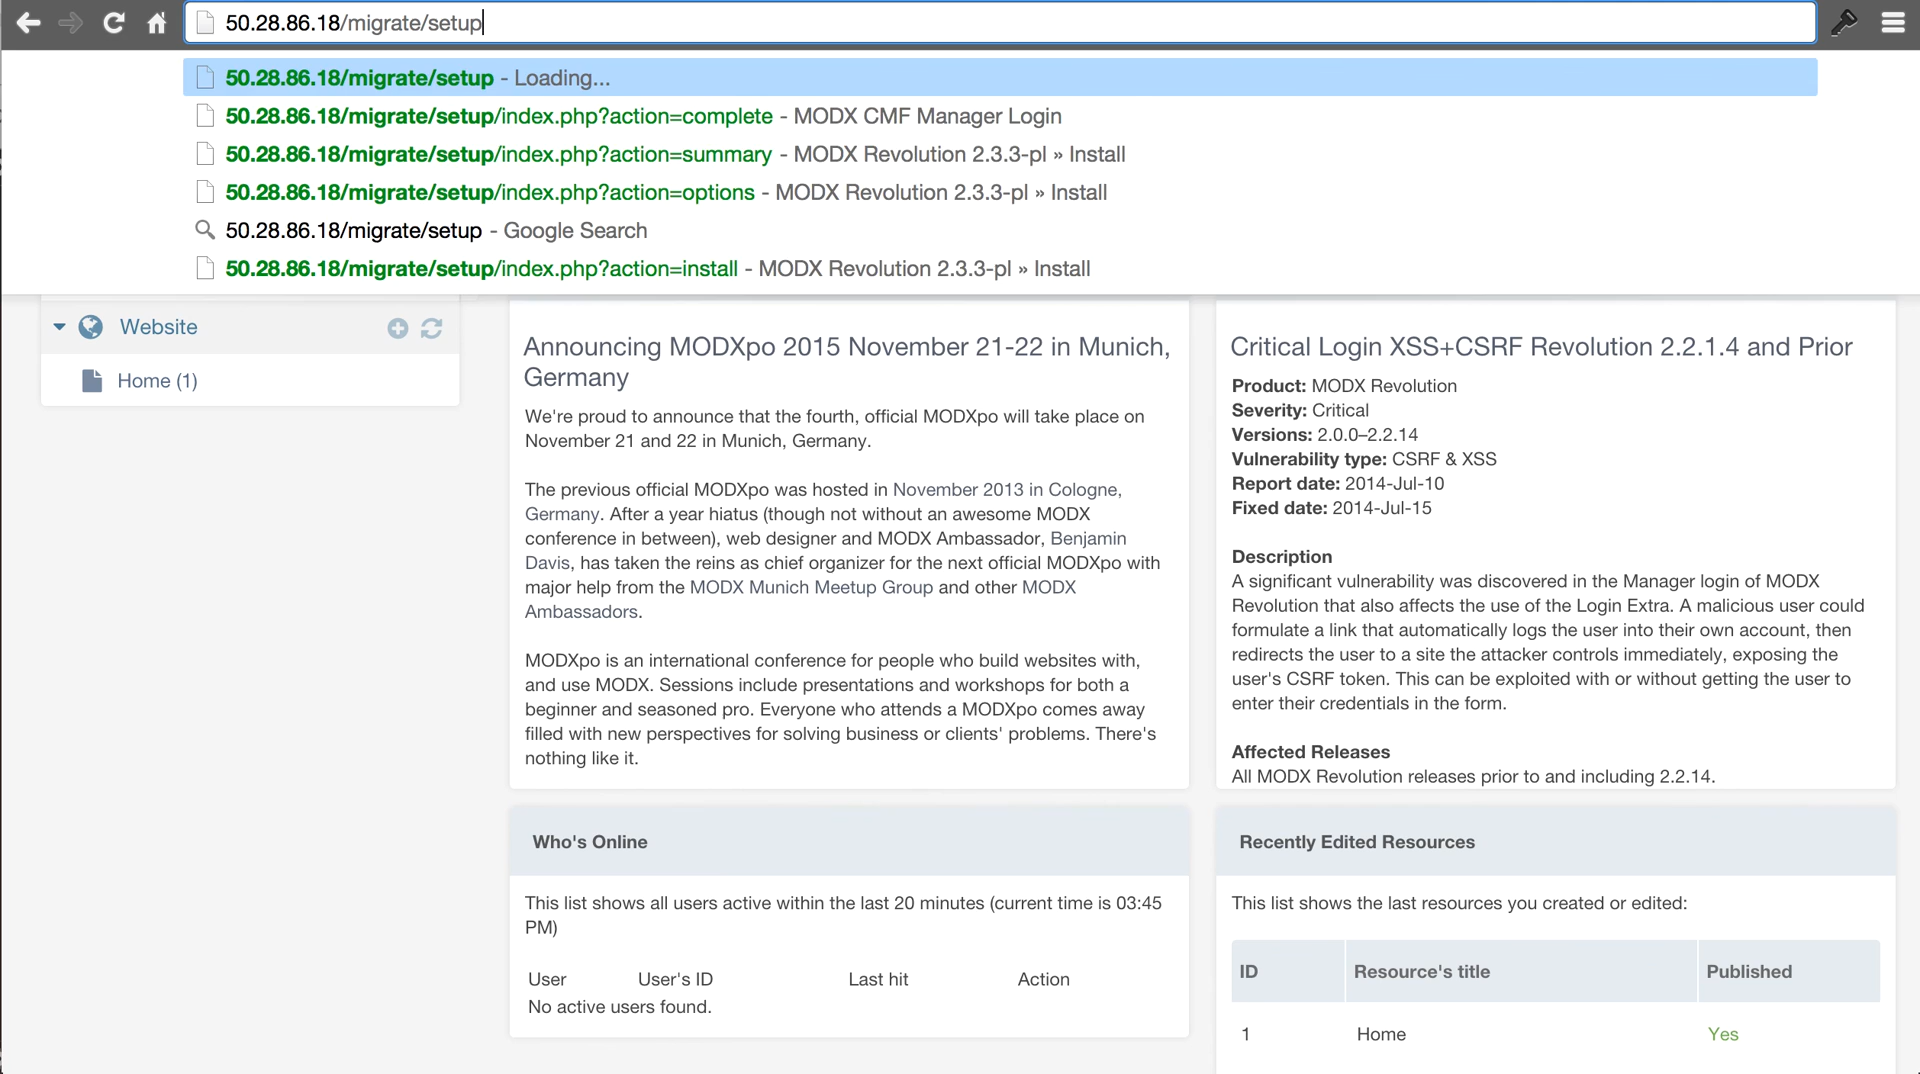 50.28.86.18/migrate/setup
50.28.86.18/migrate/setup - Loading...
50.28.86.18/migrate/setup/index.php?action=complete - MODX CMF Manager Login
50.28.86.18/migrate/setup/index.php?action=summary - MODX Revolution 2.3.3-pl » Install
50.28.86.18/migrate/setup/index.php?action=options - MODX Revolution 2.3.3-pl » Install
50.28.86.18/migrate/setup - Google Search
50.28.86.18/migrate/setup/index.php?action=install - MODX Revolution 2.3.3-pl » Install
Website
Home (1)
Announcing MODXpo 2015 November 21-22 in Munich,
Germany
We're proud to announce that the fourth, official MODXpo will take place on
November 21 and 22 in Munich, Germany.
The previous official MODXpo was hosted in November 2013 in Cologne,
Germany. After a year hiatus (though not without an awesome MODX
conference in between), web designer and MODX Ambassador, Benjamin
Davis, has taken the reins as chief organizer for the next official MODXpo with
major help from the MODX Munich Meetup Group and other MODX
Ambassadors.
MODXpo is an international conference for people who build websites with,
and use MODX. Sessions include presentations and workshops for both a
beginner and seasoned pro. Everyone who attends a MODXpo comes away
filled with new perspectives for solving business or clients' problems. There's
nothing like it.
Critical Login XSS+CSRF Revolution 2.2.1.4 and Prior
Product: MODX Revolution
Severity: Critical
Versions: 2.0.0–2.2.14
Vulnerability type: CSRF & XSS
Report date: 2014-Jul-10
Fixed date: 2014-Jul-15
Description
A significant vulnerability was discovered in the Manager login of MODX
Revolution that also affects the use of the Login Extra. A malicious user could
formulate a link that automatically logs the user into their own account, then
redirects the user to a site the attacker controls immediately, exposing the
user's CSRF token. This can be exploited with or without getting the user to
enter their credentials in the form.
Affected Releases
All MODX Revolution releases prior to and including 2.2.14.
Who's Online
This list shows all users active within the last 20 minutes (current time is 03:45
PM)
User User's ID Last hit Action
No active users found.
Recently Edited Resources
This list shows the last resources you created or edited:
ID Resource's title Published
1 Home Yes